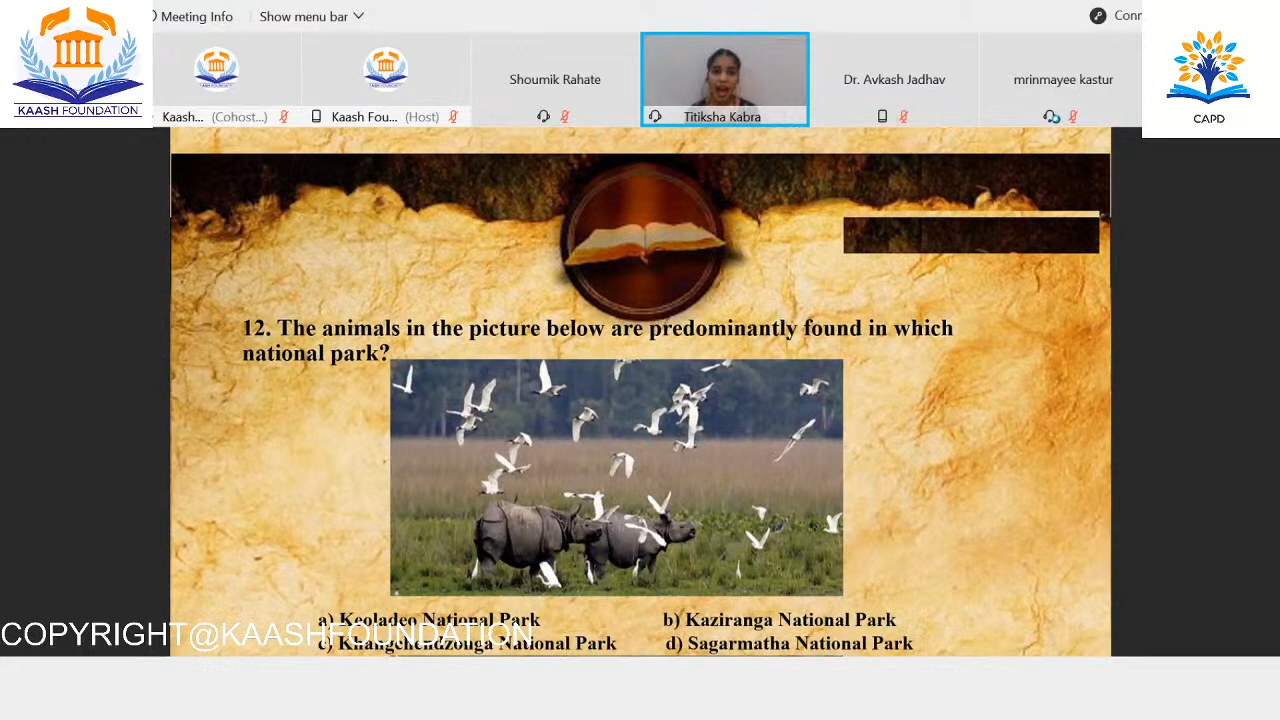 Meeting Info
Show menu bar
Conn
KAASH FOUNDATION
Kaash... (Cohost...)
Kaash Fou... (Host)
Shoumik Rahate
Titiksha Kabra
Dr. Avkash Jadhav
mrinmayee kastur
CAPD
12. The animals in the picture below are predominantly found in which
national park?
a) Keoladeo National Park
b) Kaziranga National Park
COPYRIGHT@KAASHFOUNDATION
c) Khangchendzonga National Park
d) Sagarmatha National Park